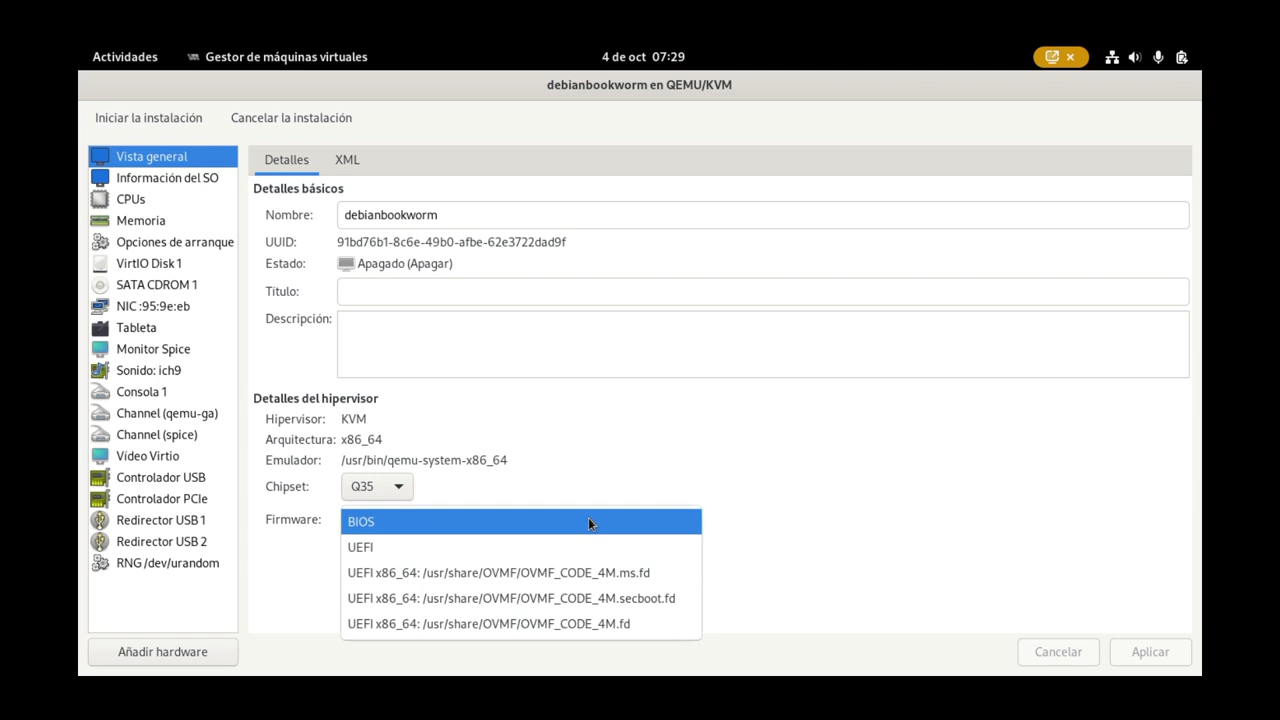 Actividades
Gestor de máquinas virtuales
4 de oct 07:29
debianbookworm en QEMU/KVM
Iniciar la instalación
Cancelar la instalación
Vista general
Información del SO
CPUs
Memoria
Opciones de arranque
VirtIO Disk 1
SATA CDROM 1
NIC :95:9e:eb
Tableta
Monitor Spice
Sonido: ich9
Consola 1
Channel (qemu-ga)
Channel (spice)
Vídeo Virtio
Controlador USB
Controlador PCIe
Redirector USB 1
Redirector USB 2
RNG /dev/urandom
Añadir hardware
Detalles
XML
Detalles básicos
Nombre: debianbookworm
UUID: 91bd76b1-8c6e-49b0-afbe-62e3722dad9f
Estado: Apagado (Apagar)
Título:
Descripción:
Detalles del hipervisor
Hipervisor: KVM
Arquitectura: x86_64
Emulador: /usr/bin/qemu-system-x86_64
Chipset: Q35
Firmware: BIOS
UEFI
UEFI x86_64: /usr/share/OVMF/OVMF_CODE_4M.ms.fd
UEFI x86_64: /usr/share/OVMF/OVMF_CODE_4M.secboot.fd
UEFI x86_64: /usr/share/OVMF/OVMF_CODE_4M.fd
Cancelar
Aplicar